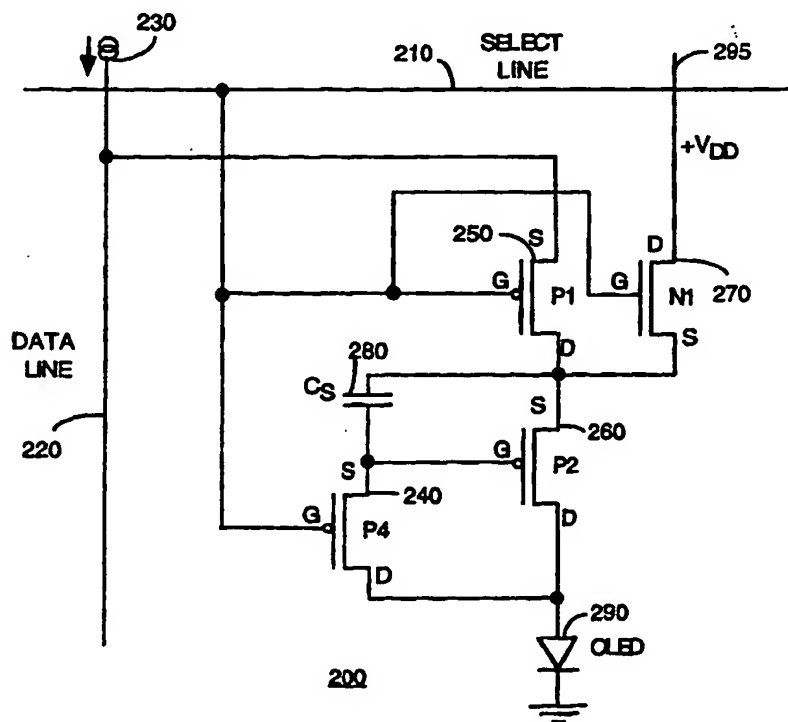 230
SELECT
LINE
210
295
+VDD
250
S
D
G
P1
G
N1
270
DATA
LINE
280
D
S
CS
S
260
220
S
240
G
P2
G
P4
D
D
290
OLED
200